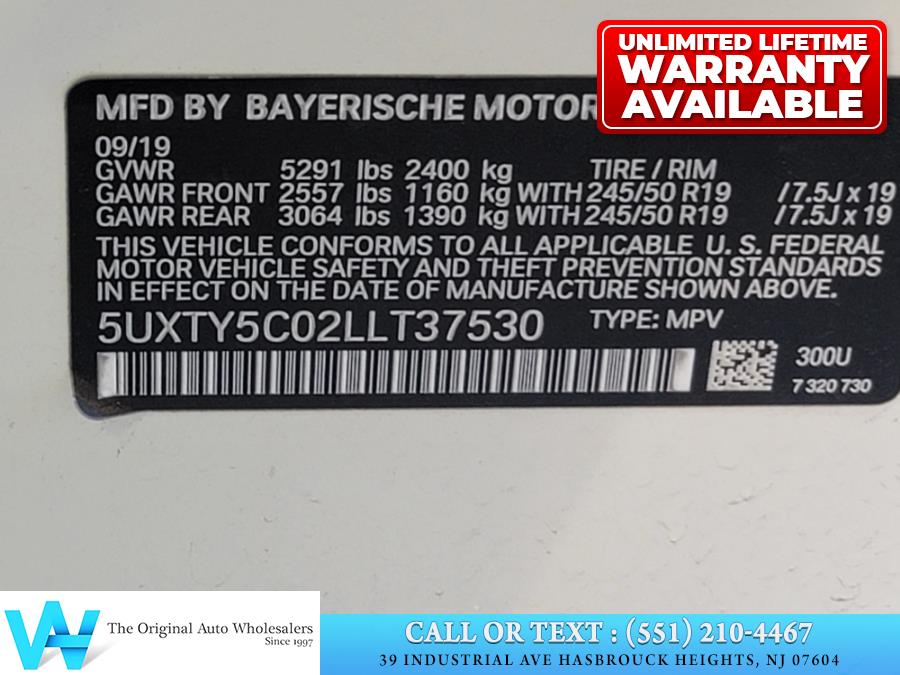 UNLIMITED LIFETIME
WARRANTY
AVAILABLE
MFD BY BAYERISCHE MOTOR
09/19
GVWR 5291 lbs 2400 kg TIRE / RIM
GAWR FRONT 2557 lbs 1160 kg WITH 245/50 R19 /7.5J x 19
GAWR REAR 3064 lbs 1390 kg WITH 245/50 R19 /7.5J x 19
THIS VEHICLE CONFORMS TO ALL APPLICABLE U. S. FEDERAL
MOTOR VEHICLE SAFETY AND THEFT PREVENTION STANDARDS
IN EFFECT ON THE DATE OF MANUFACTURE SHOWN ABOVE.
5UXTY5C02LLT37530 TYPE: MPV
300U
7 320 730
The Original Auto Wholesalers
Since 1997
CALL OR TEXT : (551) 210-4467
39 INDUSTRIAL AVE HASBROUCK HEIGHTS, NJ 07604